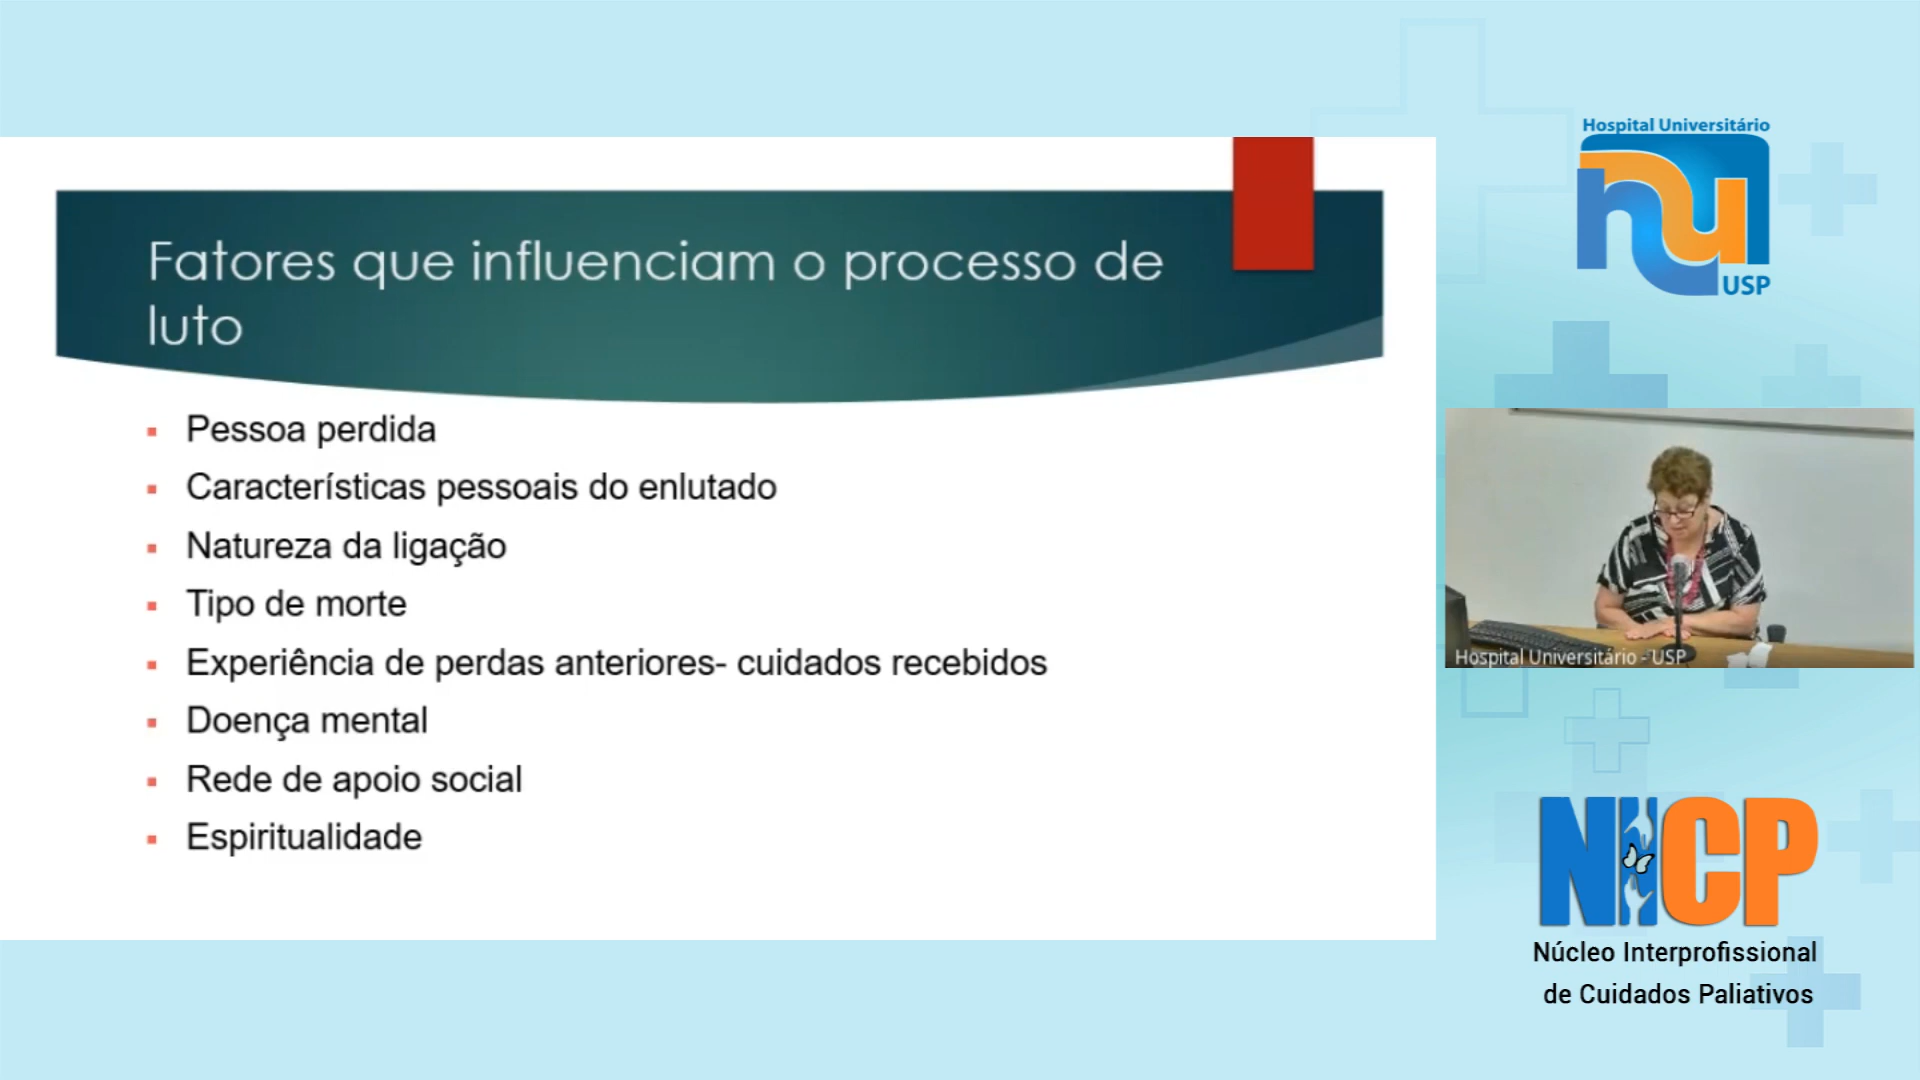 Fatores que influenciam o processo de
luto
Pessoa perdida
Características pessoais do enlutado
Natureza da ligação
Tipo de morte
Experiência de perdas anteriores- cuidados recebidos
Doença mental
Rede de apoio social
Espiritualidade
Hospital Universitário
hu
USP
Hospital Universitário - USP
NICP
Núcleo Interprofissional
de Cuidados Paliativos